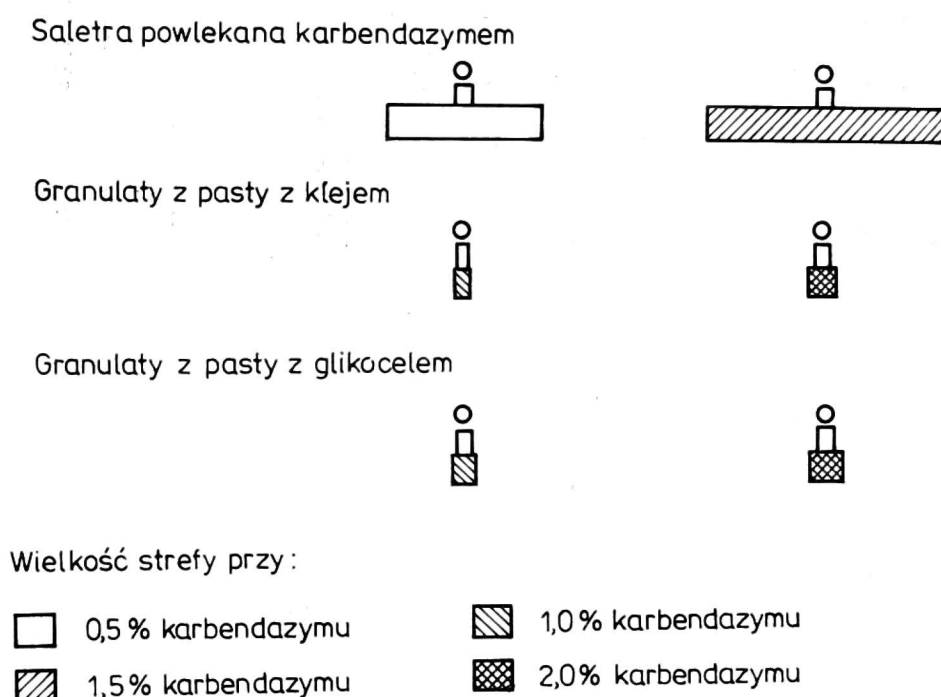 Saletra powlekana karbendazymem
Granulaty z pasty z klejem
Granulaty z pasty z glikocelem
Wielkość strefy przy:
0,5% karbendazymu
1,0% karbendazymu
1,5% karbendazymu
2,0% karbendazymu